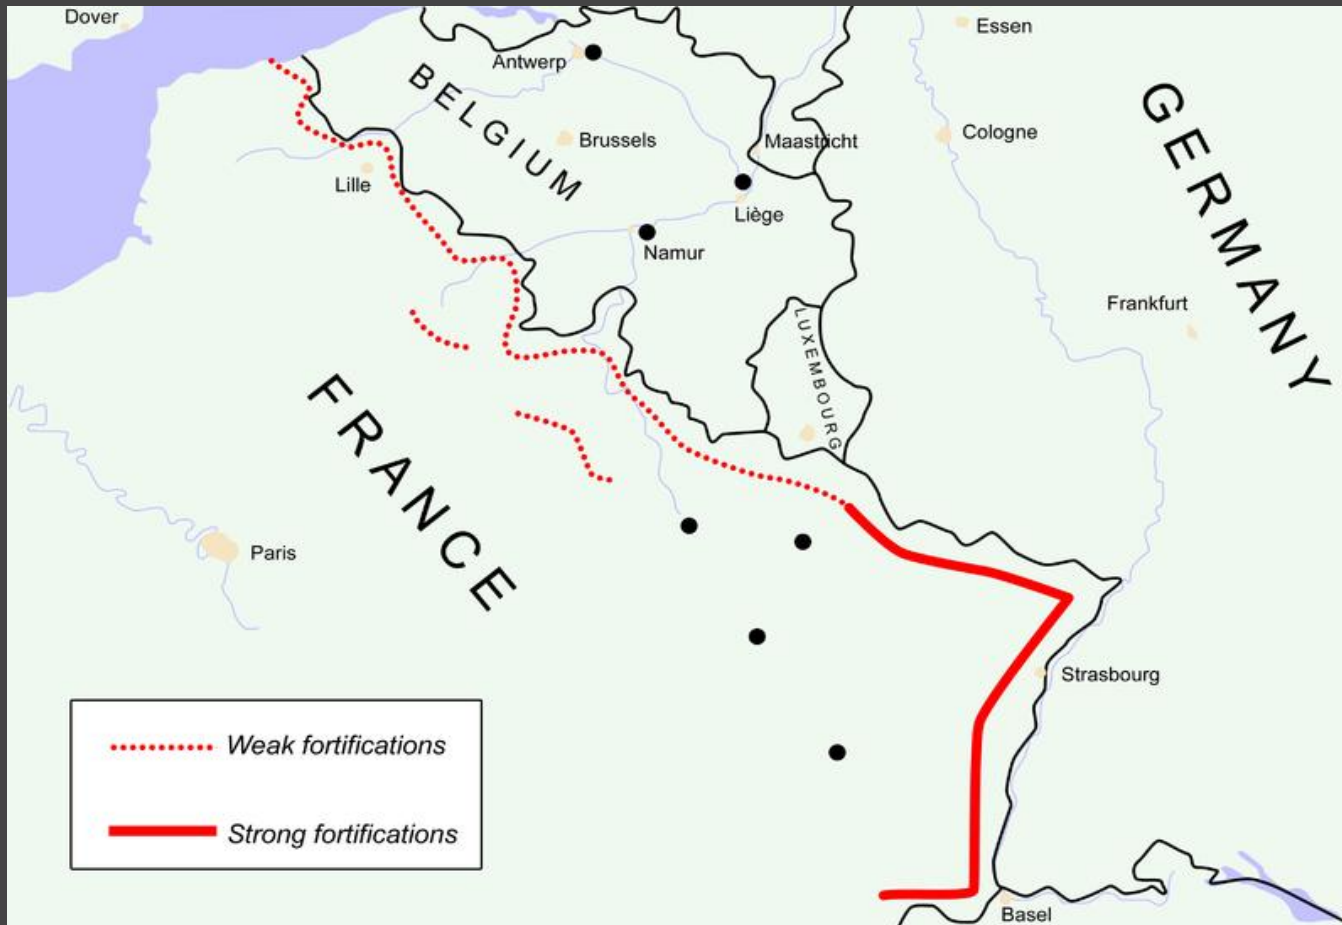 Dover
Essen
Antwerp
BELGIUM
GERMANY
Brussels
Maastricht
Cologne
Lille
Liège
Namur
Frankfurt
LUXEMBOURG
FRANCE
Paris
Strasbourg
Weak fortifications
Strong fortifications
Basel